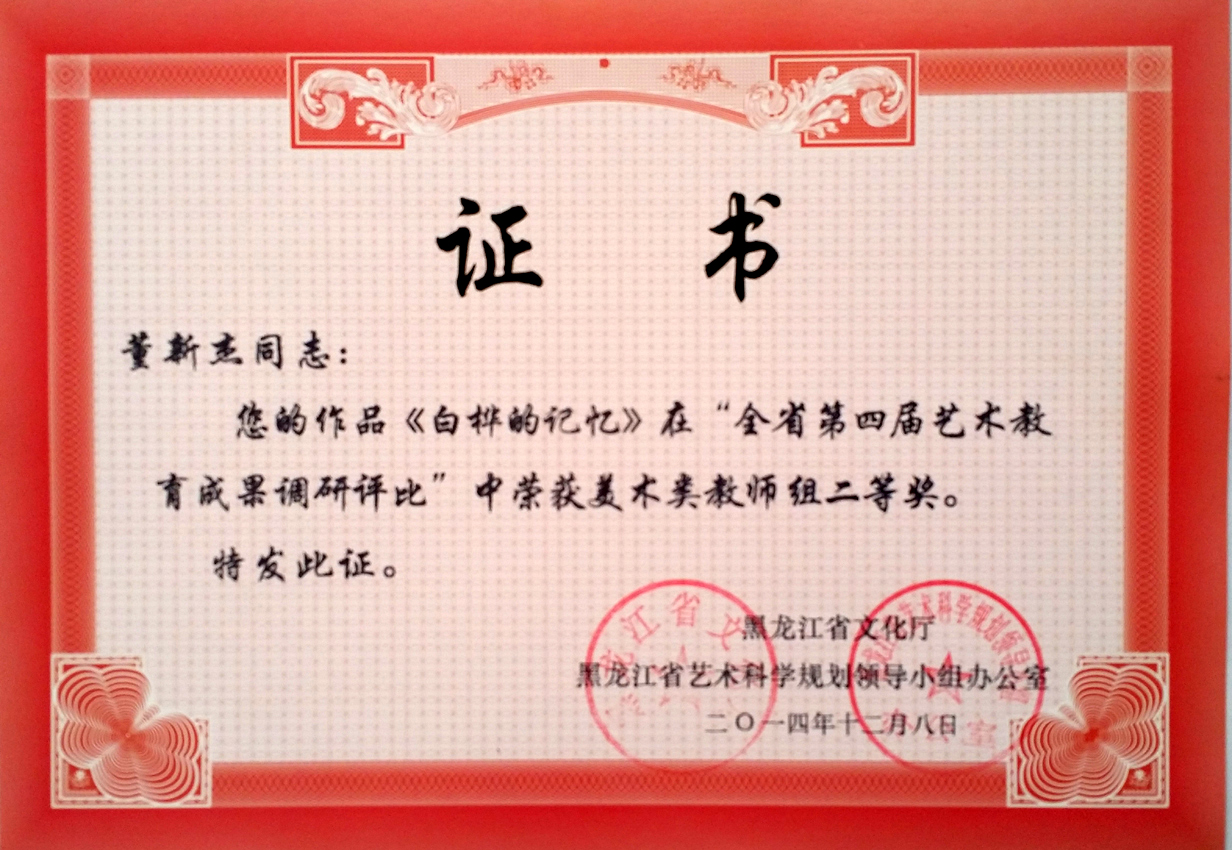 证 书
董新杰同志：
您的作品《白桦的记忆》在“全省第四届艺术教
育成果调研评比”中荣获美术类教师组二等奖。
特发此证。
黑龙江省文化厅
黑龙江省艺术科学规划领导小组办公室
二〇一四年十二月八日